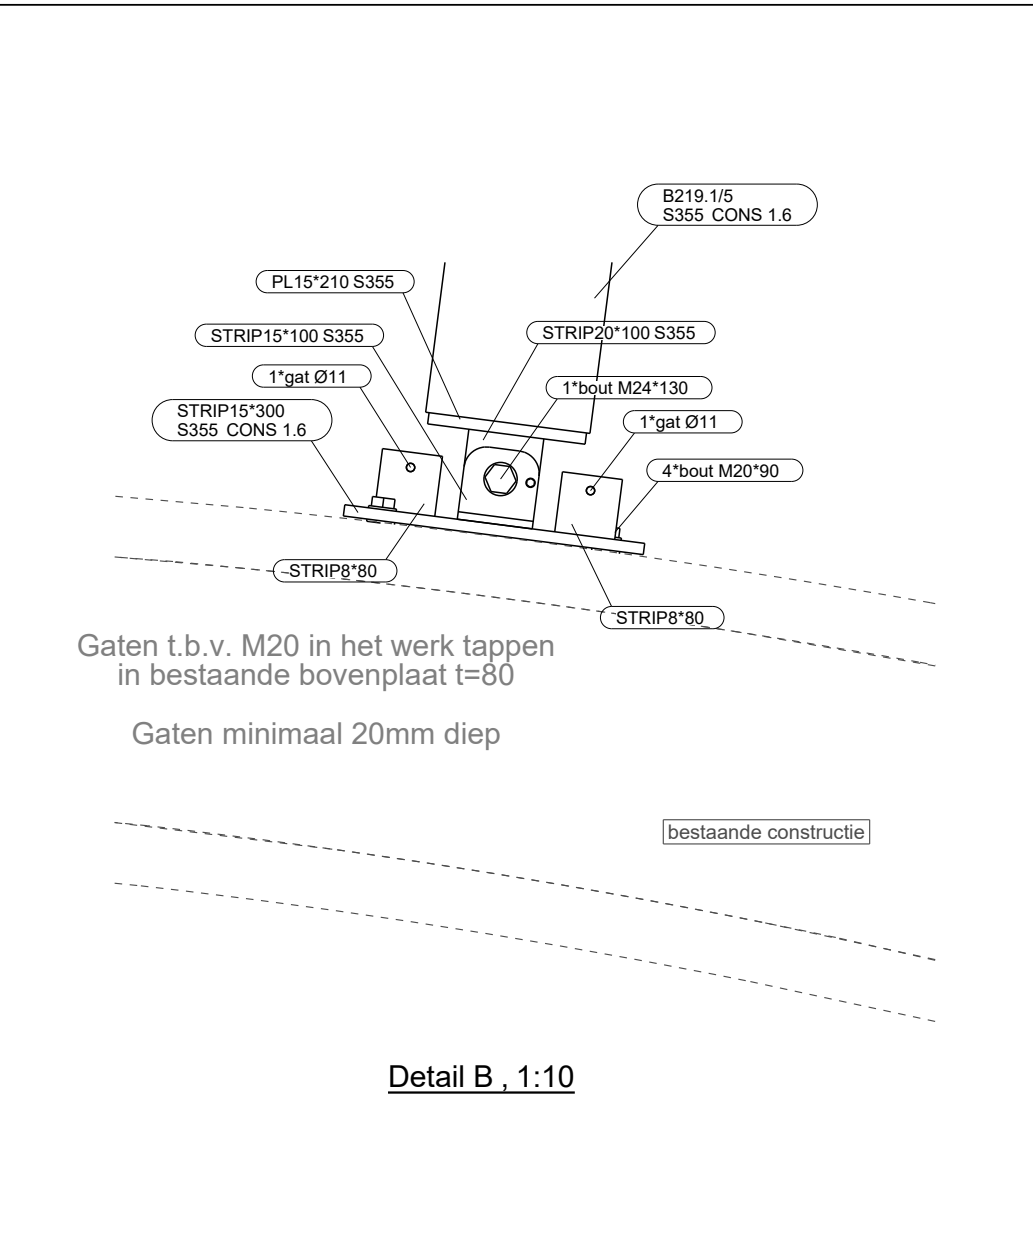 B219.1/5
S355 CONS 1.6
PL15*210 S355
STRIP15*100 S355
STRIP20*100 S355
1*gat Ø11
1*bout M24*130
STRIP15*300
S355 CONS 1.6
1*gat Ø11
4*bout M20*90
STRIP8*80
STRIP8*80
Gaten t.b.v. M20 in het werk tappen
in bestaande bovenplaat t=80
Gaten minimaal 20mm diep
bestaande constructie
Detail B , 1:10